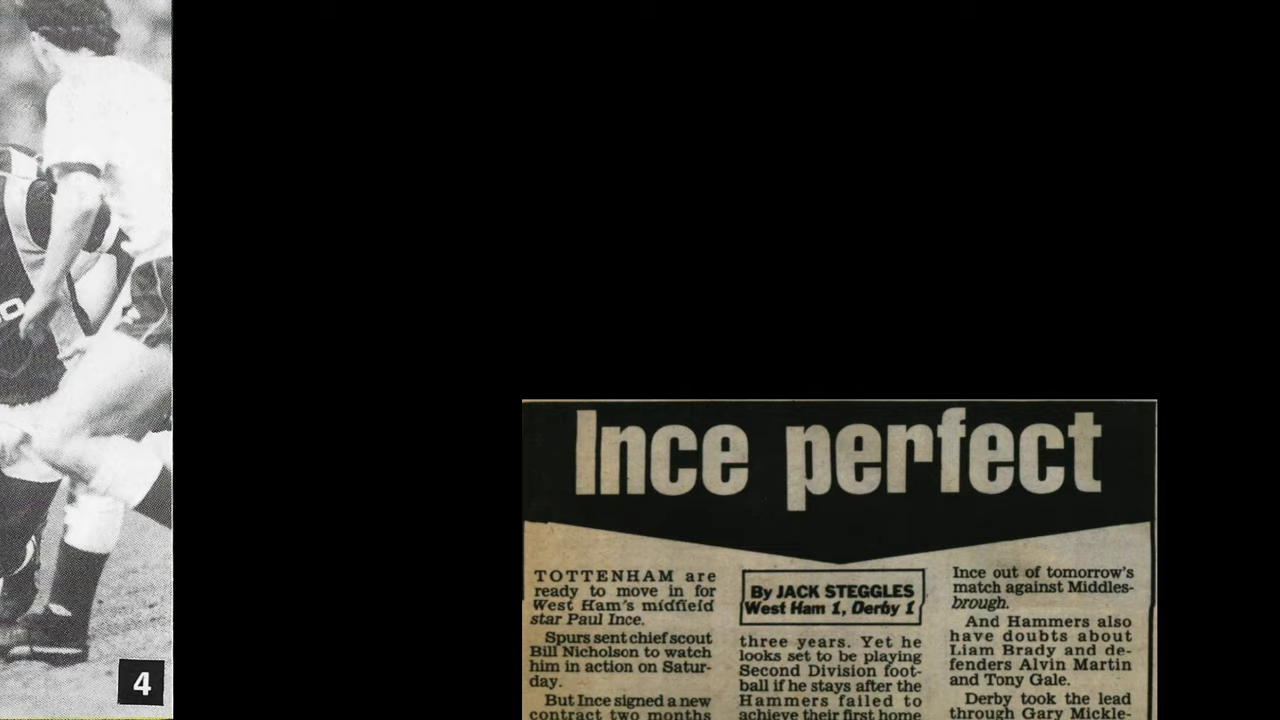 4
Ince perfect
TOTTENHAM are
ready to move in for
West Ham's midfield
star Paul Ince.
Spurs sent chief scout
Bill Nicholson to watch
him in action on Satur-
day.
But Ince signed a new
contract two months
By JACK STEGGLES
West Ham 1, Derby 1
three years. Yet he
looks set to be playing
Second Division foot-
ball if he stays after the
Hammers failed to
achieve their first home
Ince out of tomorrow's
match against Middles-
brough.
And Hammers also
have doubts about
Liam Brady and de-
fenders Alvin Martin
and Tony Gale.
Derby took the lead
through Gary Mickle-